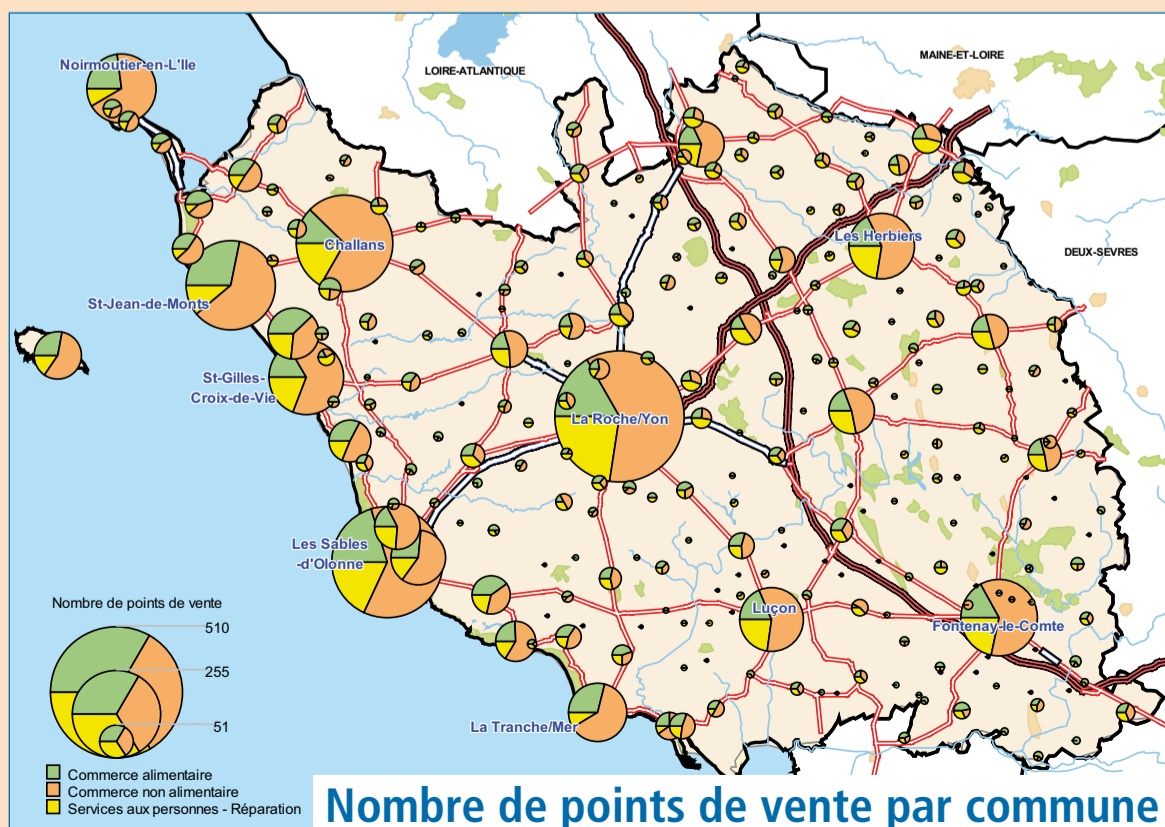 LOIRE-ATLANTIQUE
MAINE-ET-LOIRE
DEUX-SEVRES
Noirmoutier-en-L'Ile
Challans
St-Jean-de-Monts
St-Gilles-
Croix-de-Vie
Les Herbiers
La Roche/Yon
Les Sables
-d'Olonne
Luçon
Fontenay-le-Comte
La Tranche/Mer
Nombre de points de vente
510
255
51
Commerce alimentaire
Commerce non alimentaire
Services aux personnes - Réparation
Nombre de points de vente par commune